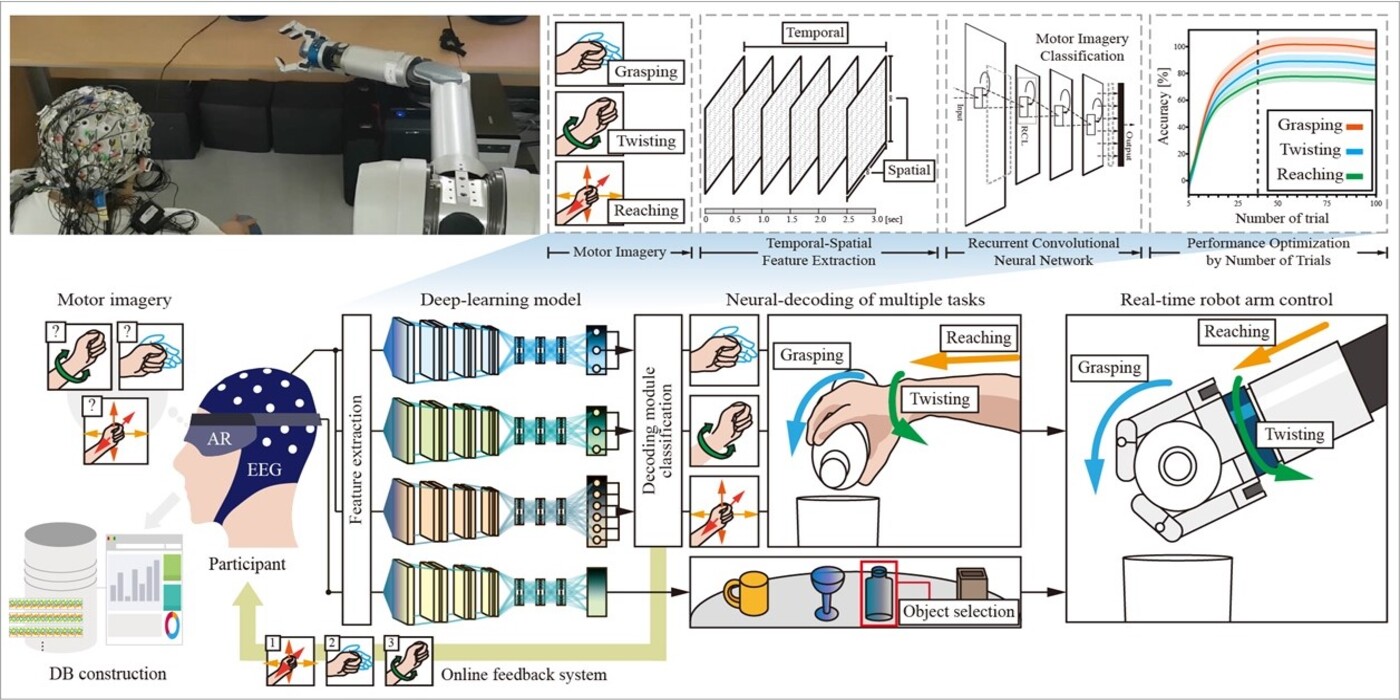 Grasping
Twisting
Reaching
Motor Imagery
Temporal
Spatial
0 0.5 1.0 1.5 2.0 2.5 3.0 [sec]
Temporal-Spatial
Feature Extraction
Motor Imagery
Classification
Input
RCL
Output
Recurrent Convolutional
Neural Network
Accuracy [%]
100
80
60
40
20
0
Grasping
Twisting
Reaching
5 25 50 75 100
Number of trial
Performance Optimization
by Number of Trials
Motor imagery
?
?
?
AR
EEG
Participant
DB construction
Feature extraction
Deep-learning model
Decoding module
classification
Neural-decoding of multiple tasks
Grasping
Reaching
Twisting
Object selection
Real-time robot arm control
Reaching
Grasping
Twisting
1
2
3
Online feedback system